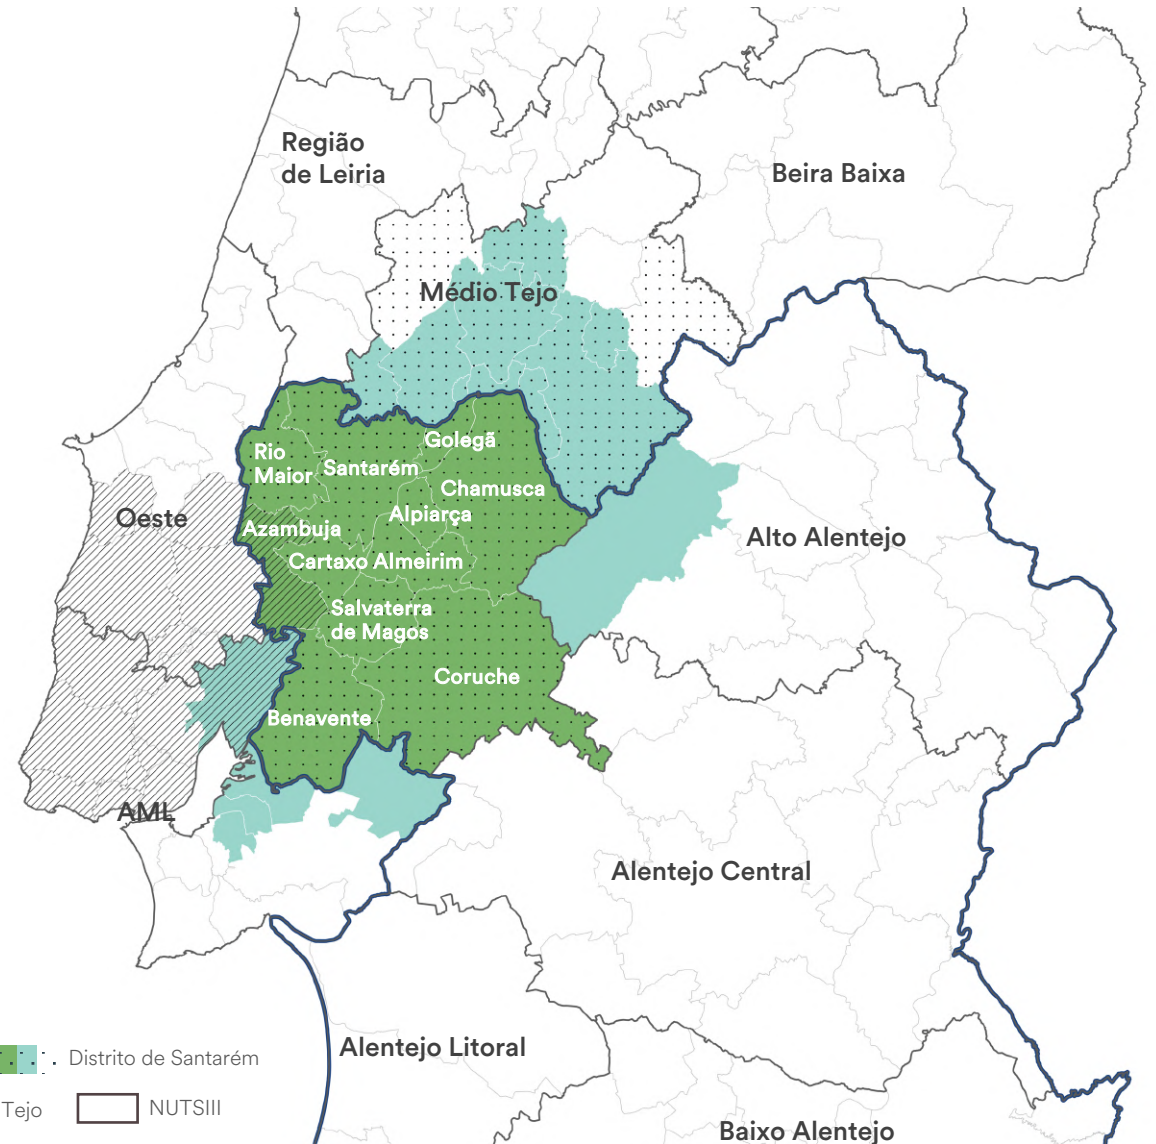 Região
de Leiria
Beira Baixa
Médio Tejo
Golegã
Rio
Maior
Santarém
Chamusca
Alpiarça
Oeste
Azambuja
Alto Alentejo
Cartaxo Almeirim
Salvaterra
de Magos
Coruche
Benavente
AML
Alentejo Central
Alentejo Litoral
Distrito de Santarém
Tejo
NUTSIII
Baixo Alentejo